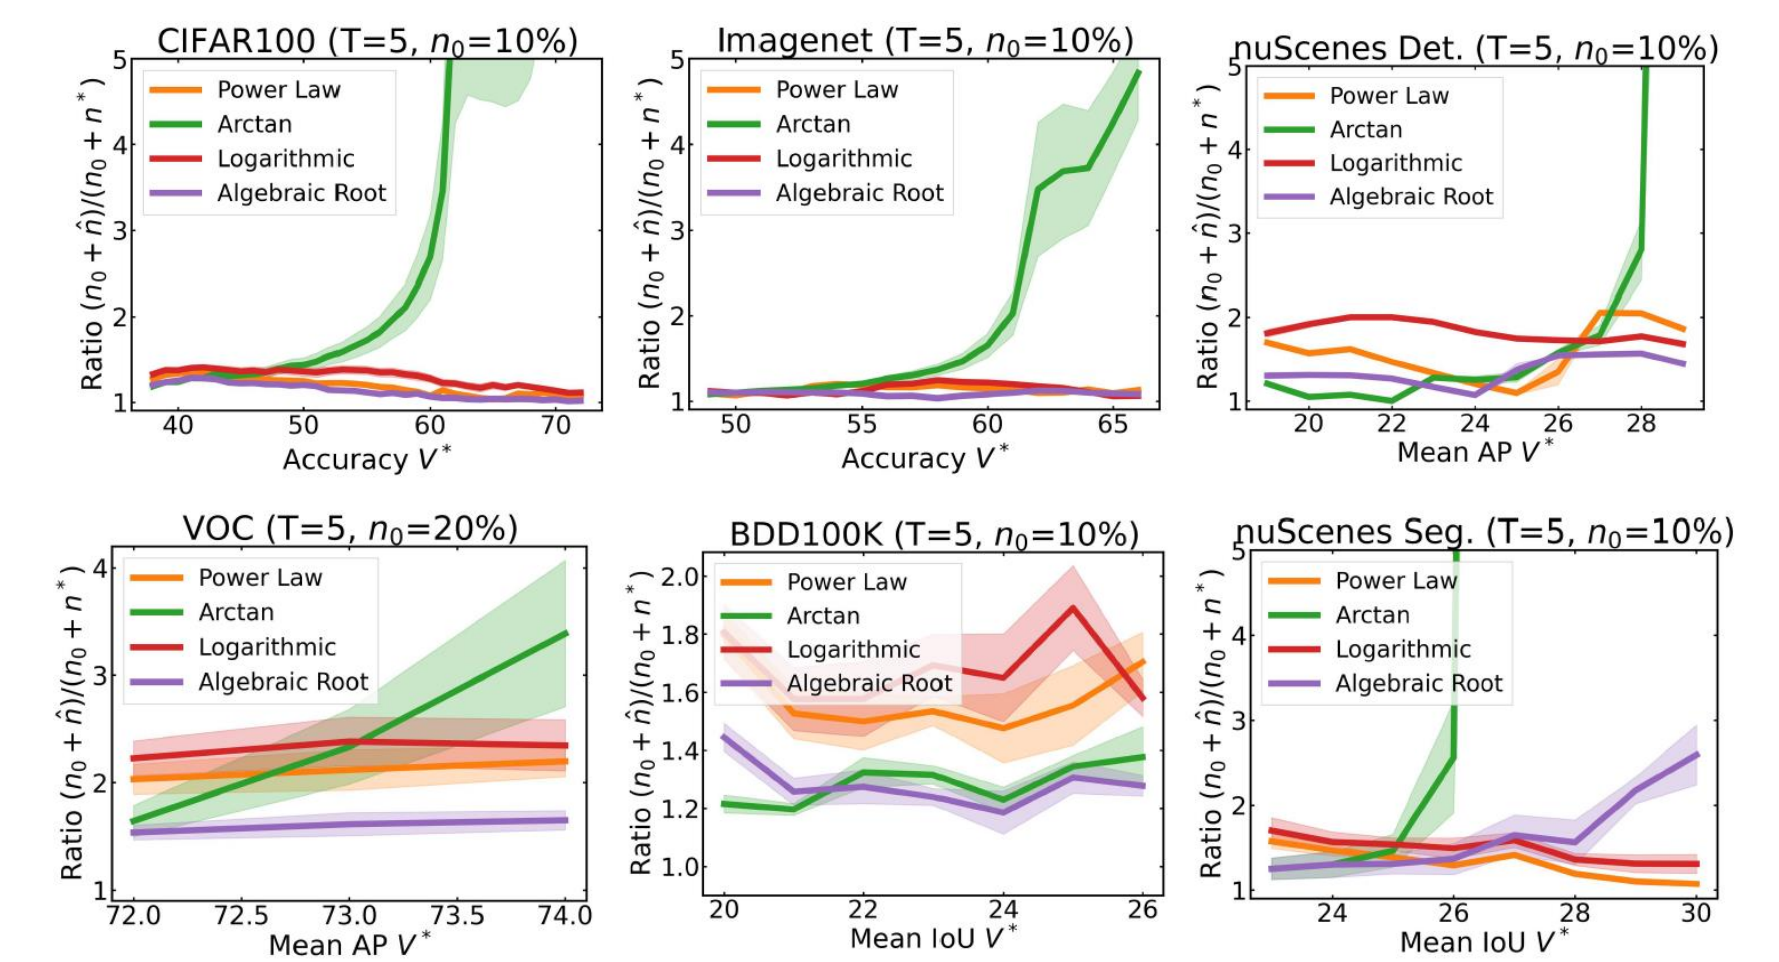 CIFAR100 (T=5, n₀=10%)
Ratio (n₀ + n̂)/(n₀ + n*)
5
4
3
2
1
Power Law
Arctan
Logarithmic
Algebraic Root
40 50 60 70
Accuracy V*
Imagenet (T=5, n₀=10%)
Ratio (n₀ + n̂)/(n₀ + n*)
5
4
3
2
1
Power Law
Arctan
Logarithmic
Algebraic Root
50 55 60 65
Accuracy V*
nuScenes Det. (T=5, n₀=10%)
Ratio (n₀ + n̂)/(n₀ + n*)
5
4
3
2
1
Power Law
Arctan
Logarithmic
Algebraic Root
20 22 24 26 28
Mean AP V*
VOC (T=5, n₀=20%)
Ratio (n₀ + n̂)/(n₀ + n*)
4
3
2
1
Power Law
Arctan
Logarithmic
Algebraic Root
72.0 72.5 73.0 73.5 74.0
Mean AP V*
BDD100K (T=5, n₀=10%)
Ratio (n₀ + n̂)/(n₀ + n*)
2.0
1.8
1.6
1.4
1.2
1.0
Power Law
Arctan
Logarithmic
Algebraic Root
20 22 24 26
Mean IoU V*
nuScenes Seg. (T=5, n₀=10%)
Ratio (n₀ + n̂)/(n₀ + n*)
5
4
3
2
1
Power Law
Arctan
Logarithmic
Algebraic Root
24 26 28 30
Mean IoU V*